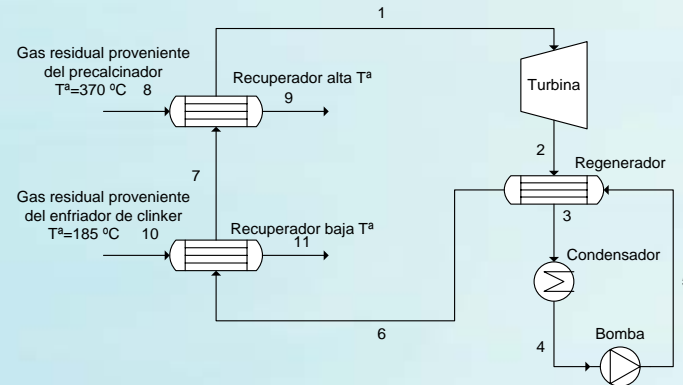 1
Gas residual proveniente
del precalcinador
Tª=370 ºC 8
Recuperador alta Tª
9
Turbina
2
Regenerador
7
3
Gas residual proveniente
del enfriador de clinker
Tª=185 ºC 10
Recuperador baja Tª
11
Condensador
6
4
Bomba